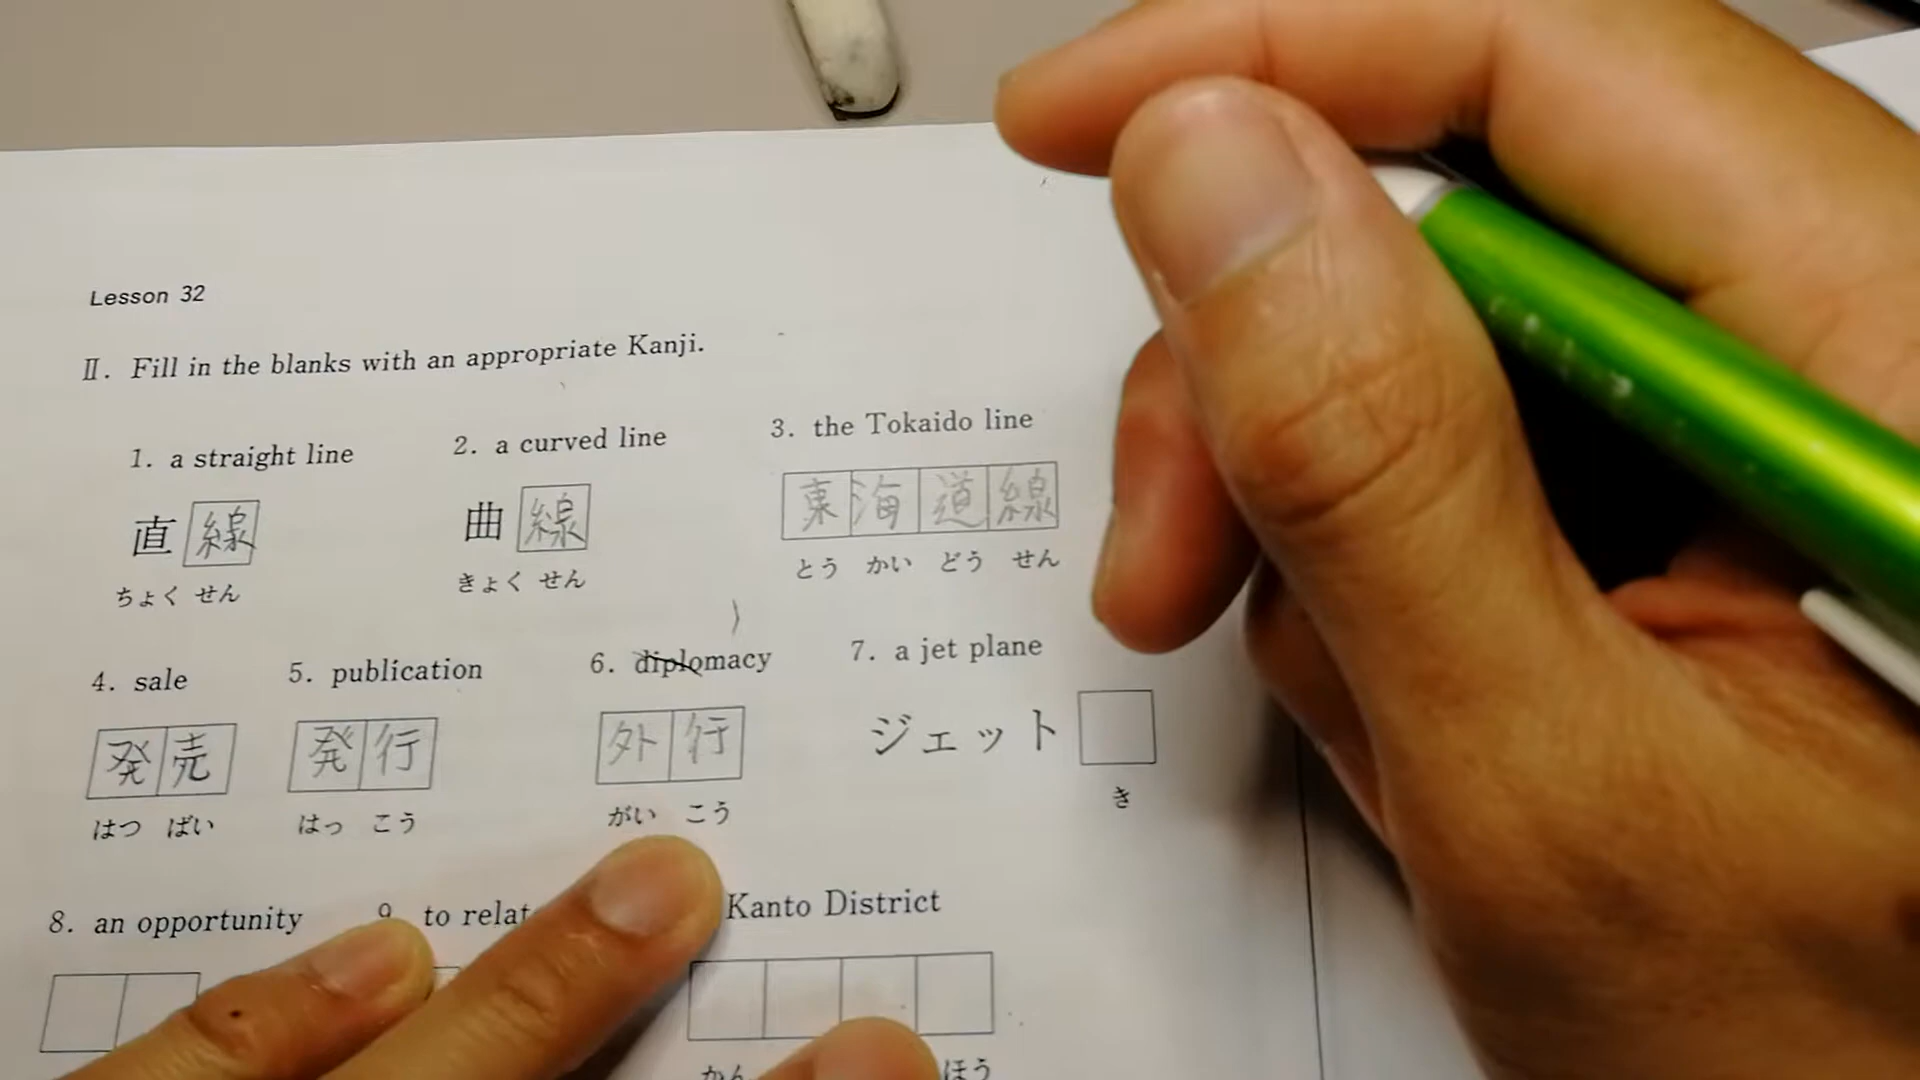 Lesson 32
Ⅱ. Fill in the blanks with an appropriate Kanji.
1. a straight line 2. a curved line 3. the Tokaido line
直線 曲線 東海道線
ちょく せん きょく せん とう かい どう せん
4. sale 5. publication 6. diplomacy 7. a jet plane
発売 発行 外行 ジェット
はつ ばい はっ こう がい こう き
8. an opportunity 9. to Kanto District
かん ほう